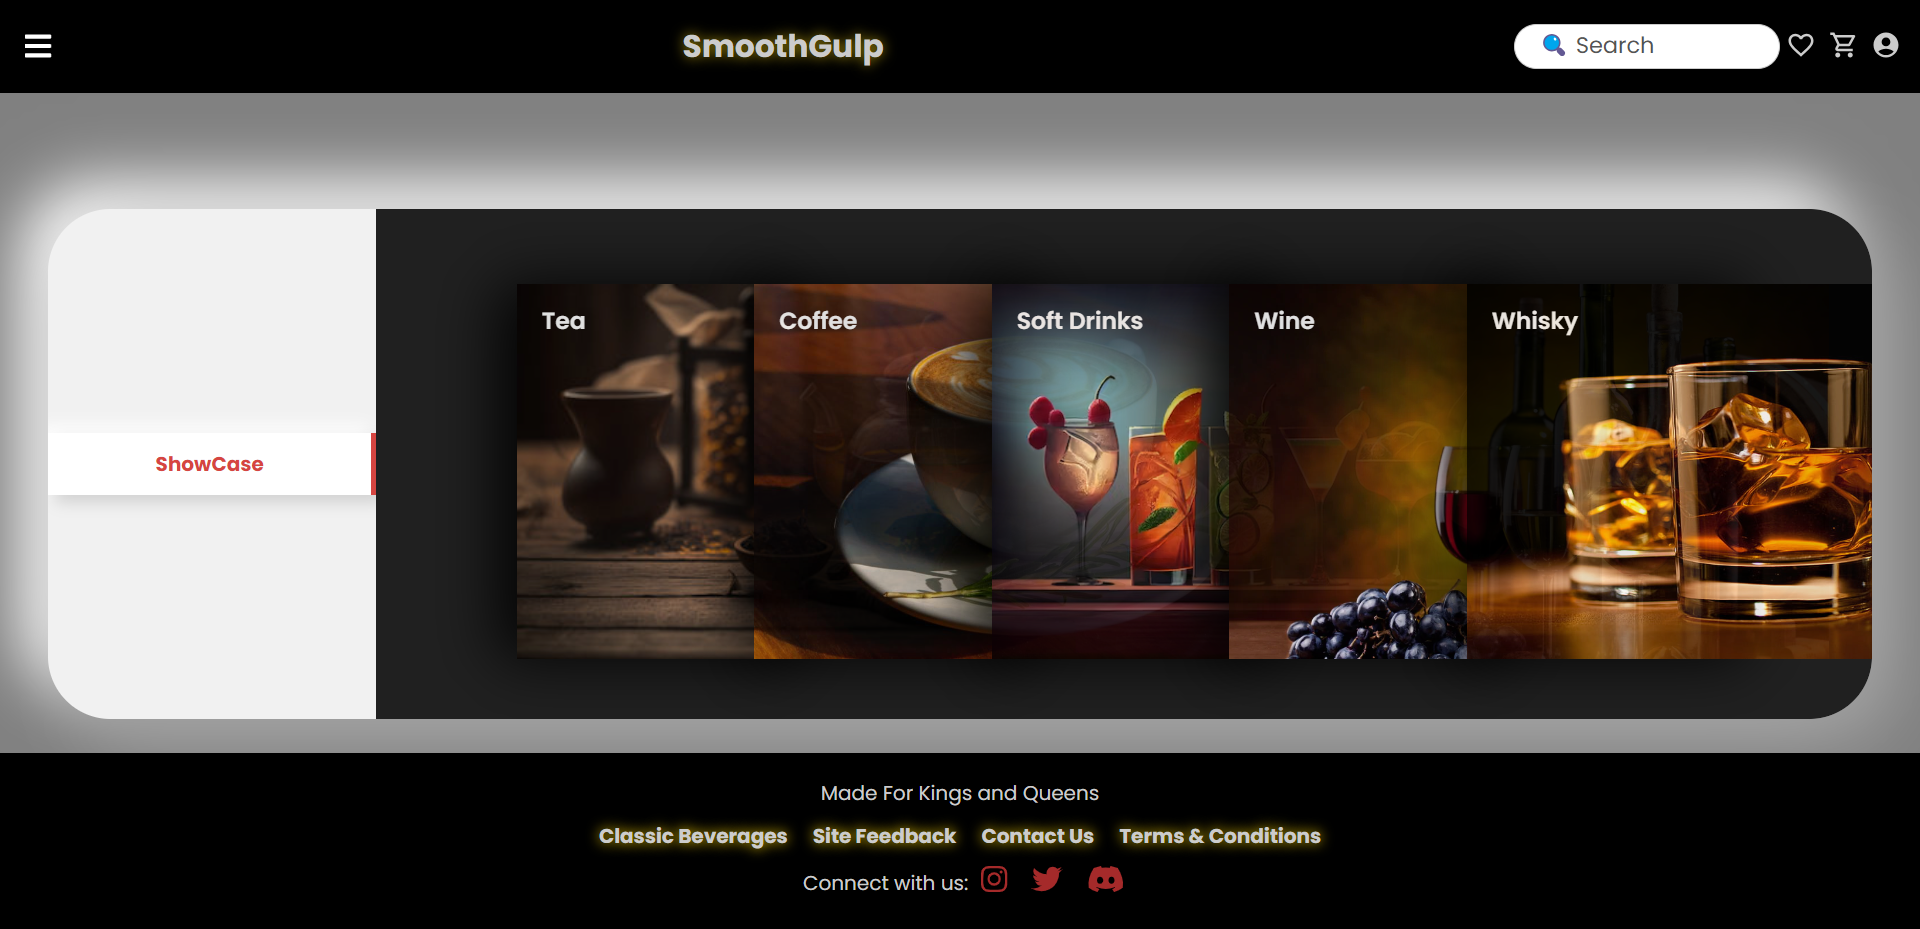 SmoothGulp
Search
Tea
Coffee
Soft Drinks
Wine
Whisky
ShowCase
Made For Kings and Queens
Classic Beverages Site Feedback Contact Us Terms & Conditions
Connect with us: